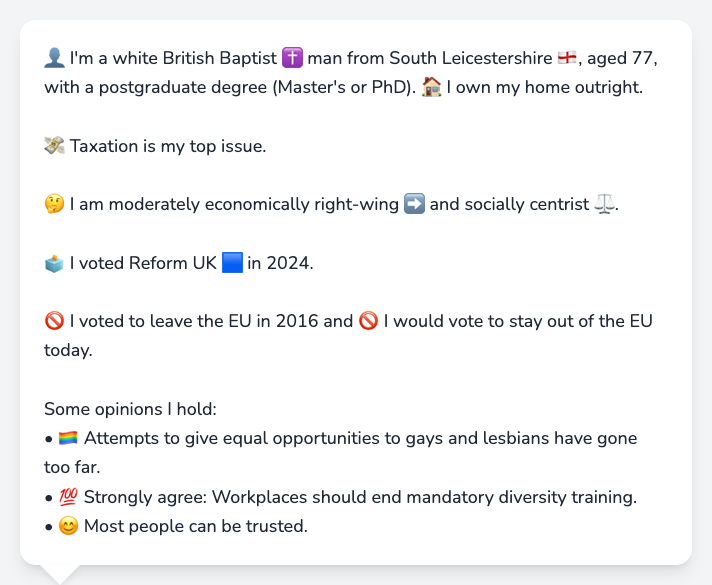 👤 I'm a white British Baptist ✝️ man from South Leicestershire 🏴󠁧󠁢󠁥󠁮󠁧󠁿, aged 77,
with a postgraduate degree (Master's or PhD). 🏠 I own my home outright.
💸 Taxation is my top issue.
🤔 I am moderately economically right-wing ➡️ and socially centrist ⚖️.
🗳️ I voted Reform UK 🟦 in 2024.
🚫 I voted to leave the EU in 2016 and 🚫 I would vote to stay out of the EU
today.
Some opinions I hold:
• 🏳️‍🌈 Attempts to give equal opportunities to gays and lesbians have gone
too far.
• 💯 Strongly agree: Workplaces should end mandatory diversity training.
• 😊 Most people can be trusted.